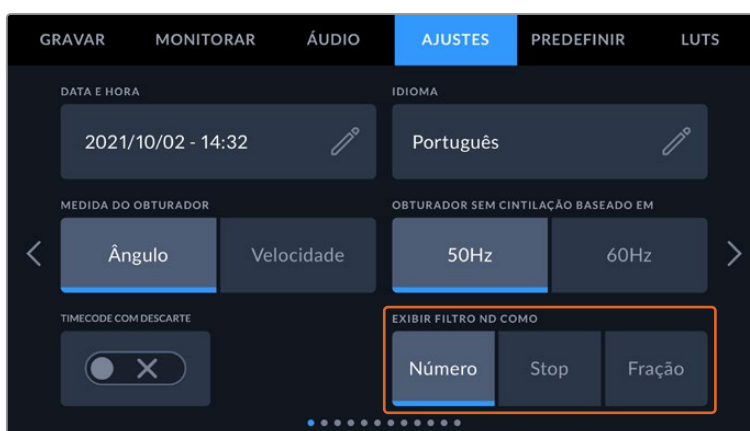 GRAVAR MONITORAR ÁUDIO AJUSTES PREDEFINIR LUTS
DATA E HORA IDIOMA
2021/10/02 - 14:32 Português
MEDIDA DO OBTURADOR OBTURADOR SEM CINTILAÇÃO BASEADO EM
Ângulo Velocidade 50Hz 60Hz
TIMECODE COM DESCARTE EXIBIR FILTRO ND COMO
Número Stop Fração